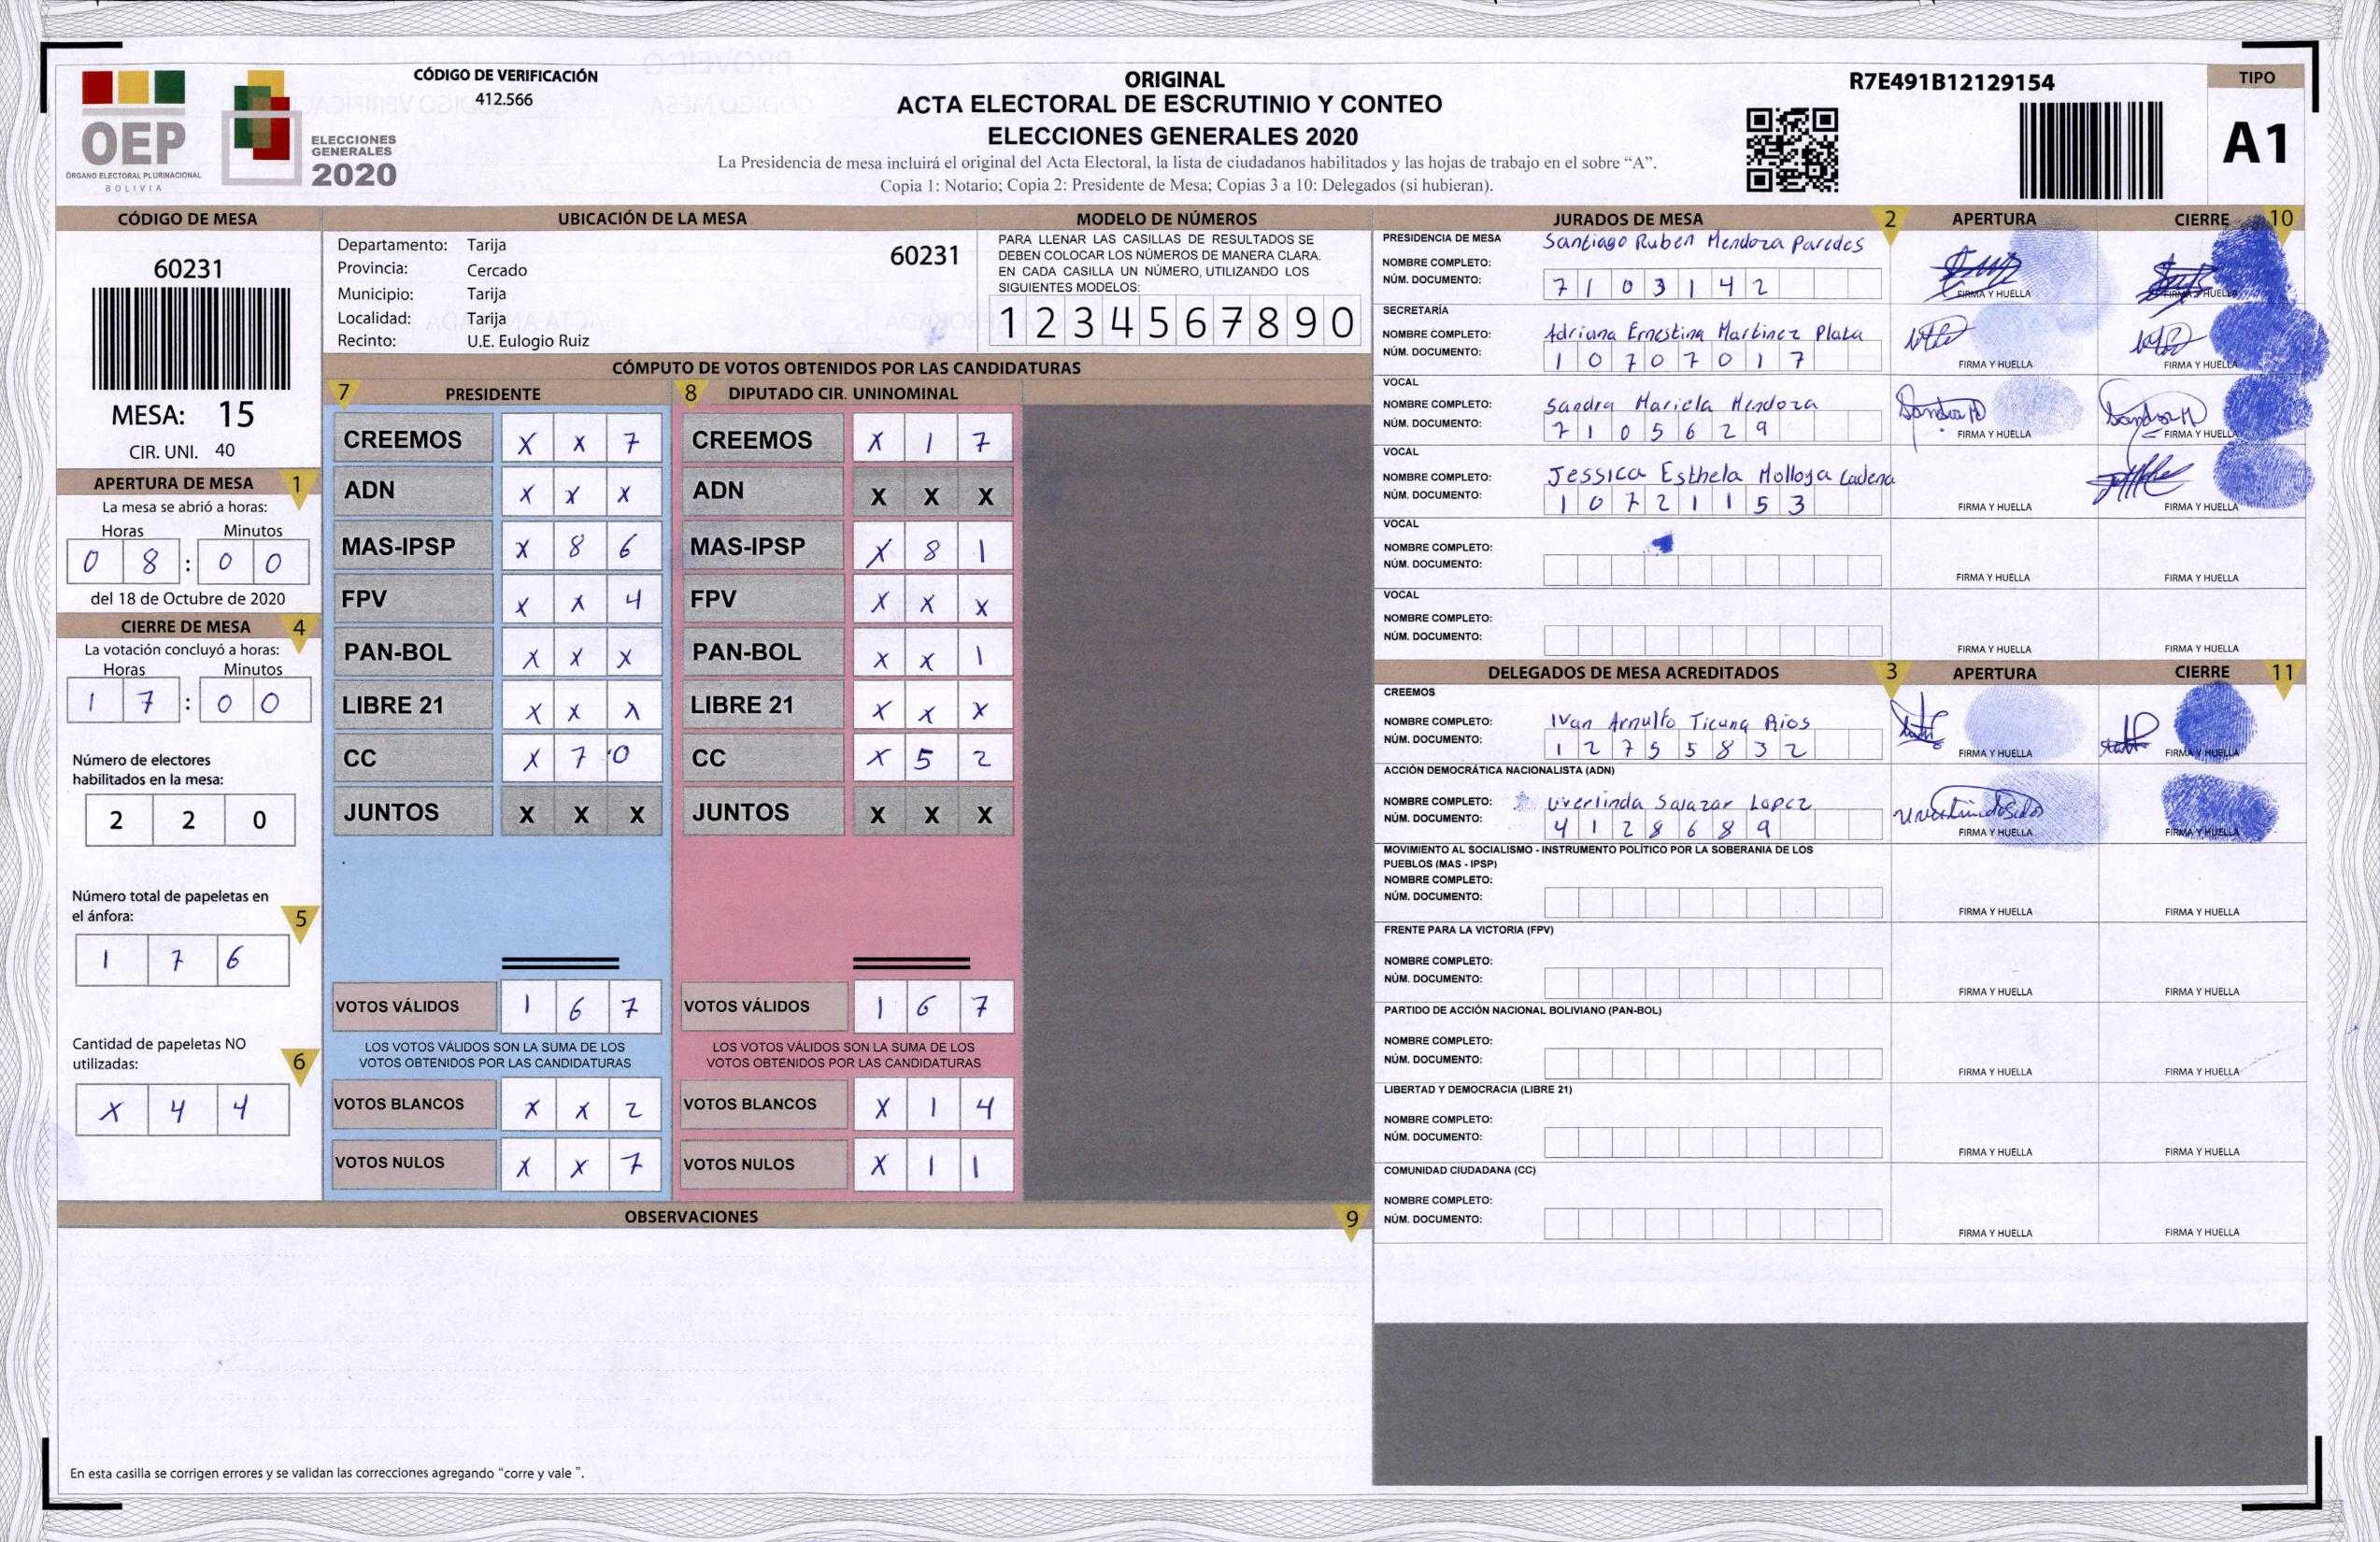 CÓDIGO DE VERIFICACIÓN
412.566
ORIGINAL
ACTA ELECTORAL DE ESCRUTINIO Y CONTEO
ELECCIONES GENERALES 2020
La Presidencia de mesa incluirá el original del Acta Electoral, la lista de ciudadanos habilitados y las hojas de trabajo en el sobre “A”.
Copia 1: Notario; Copia 2: Presidente de Mesa; Copias 3 a 10: Delegados (si hubieran).
R7E491B12129154
TIPO
A1
OEP
ÓRGANO ELECTORAL PLURINACIONAL
BOLIVIA
ELECCIONES
GENERALES
2020
CÓDIGO DE MESA
60231
MESA: 15
CIR. UNI. 40
APERTURA DE MESA 1
La mesa se abrió a horas:
Horas Minutos
0 8 : 0 0
del 18 de Octubre de 2020
CIERRE DE MESA 4
La votación concluyó a horas:
Horas Minutos
1 7 : 0 0
Número de electores
habilitados en la mesa:
2 2 0
Número total de papeletas en
el ánfora: 5
1 7 6
Cantidad de papeletas NO
utilizadas: 6
X 4 4
UBICACIÓN DE LA MESA
Departamento: Tarija 60231
Provincia: Cercado
Municipio: Tarija
Localidad: Tarija
Recinto: U.E. Eulogio Ruiz
MODELO DE NÚMEROS
PARA LLENAR LAS CASILLAS DE RESULTADOS SE
DEBEN COLOCAR LOS NÚMEROS DE MANERA CLARA.
EN CADA CASILLA UN NÚMERO, UTILIZANDO LOS
SIGUIENTES MODELOS:
1 2 3 4 5 6 7 8 9 0
CÓMPUTO DE VOTOS OBTENIDOS POR LAS CANDIDATURAS
7 PRESIDENTE
CREEMOS X X 7
ADN X X X
MAS-IPSP X 8 6
FPV X X 4
PAN-BOL X X X
LIBRE 21 X X X
CC X 7 0
JUNTOS X X X
VOTOS VÁLIDOS 1 6 7
LOS VOTOS VÁLIDOS SON LA SUMA DE LOS
VOTOS OBTENIDOS POR LAS CANDIDATURAS
VOTOS BLANCOS X X 2
VOTOS NULOS X X 7
8 DIPUTADO CIR. UNINOMINAL
CREEMOS X 1 7
ADN X X X
MAS-IPSP X 8 1
FPV X X X
PAN-BOL X X 1
LIBRE 21 X X X
CC X 5 2
JUNTOS X X X
VOTOS VÁLIDOS 1 6 7
LOS VOTOS VÁLIDOS SON LA SUMA DE LOS
VOTOS OBTENIDOS POR LAS CANDIDATURAS
VOTOS BLANCOS X 1 4
VOTOS NULOS X 1 1
OBSERVACIONES 9
En esta casilla se corrigen errores y se validan las correcciones agregando “corre y vale”.
JURADOS DE MESA 2 APERTURA CIERRE 10
PRESIDENCIA DE MESA
NOMBRE COMPLETO: Santiago Ruben Mendoza Paredes
NÚM. DOCUMENTO: 7 1 0 3 1 4 2
FIRMA Y HUELLA FIRMA Y HUELLA
SECRETARÍA
NOMBRE COMPLETO: Adriana Ernestina Martinez Plata
NÚM. DOCUMENTO: 1 0 7 0 7 0 1 7
FIRMA Y HUELLA FIRMA Y HUELLA
VOCAL
NOMBRE COMPLETO: Sandra Mariela Mendoza
NÚM. DOCUMENTO: 7 1 0 5 6 2 9
FIRMA Y HUELLA FIRMA Y HUELLA
VOCAL
NOMBRE COMPLETO: Jessica Esthela Molloja Cadena
NÚM. DOCUMENTO: 1 0 7 2 1 1 5 3
FIRMA Y HUELLA FIRMA Y HUELLA
VOCAL
NOMBRE COMPLETO:
NÚM. DOCUMENTO:
FIRMA Y HUELLA FIRMA Y HUELLA
VOCAL
NOMBRE COMPLETO:
NÚM. DOCUMENTO:
FIRMA Y HUELLA FIRMA Y HUELLA
DELEGADOS DE MESA ACREDITADOS 3 APERTURA CIERRE 11
CREEMOS
NOMBRE COMPLETO: Ivan Arnulfo Ticuna Rios
NÚM. DOCUMENTO: 1 2 7 5 5 8 3 2
FIRMA Y HUELLA FIRMA Y HUELLA
ACCIÓN DEMOCRÁTICA NACIONALISTA (ADN)
NOMBRE COMPLETO: Uverlinda Salazar Lopez
NÚM. DOCUMENTO: 4 1 2 8 6 8 9
FIRMA Y HUELLA FIRMA Y HUELLA
MOVIMIENTO AL SOCIALISMO - INSTRUMENTO POLÍTICO POR LA SOBERANIA DE LOS
PUEBLOS (MAS - IPSP)
NOMBRE COMPLETO:
NÚM. DOCUMENTO:
FIRMA Y HUELLA FIRMA Y HUELLA
FRENTE PARA LA VICTORIA (FPV)
NOMBRE COMPLETO:
NÚM. DOCUMENTO:
FIRMA Y HUELLA FIRMA Y HUELLA
PARTIDO DE ACCIÓN NACIONAL BOLIVIANO (PAN-BOL)
NOMBRE COMPLETO:
NÚM. DOCUMENTO:
FIRMA Y HUELLA FIRMA Y HUELLA
LIBERTAD Y DEMOCRACIA (LIBRE 21)
NOMBRE COMPLETO:
NÚM. DOCUMENTO:
FIRMA Y HUELLA FIRMA Y HUELLA
COMUNIDAD CIUDADANA (CC)
NOMBRE COMPLETO:
NÚM. DOCUMENTO:
FIRMA Y HUELLA FIRMA Y HUELLA